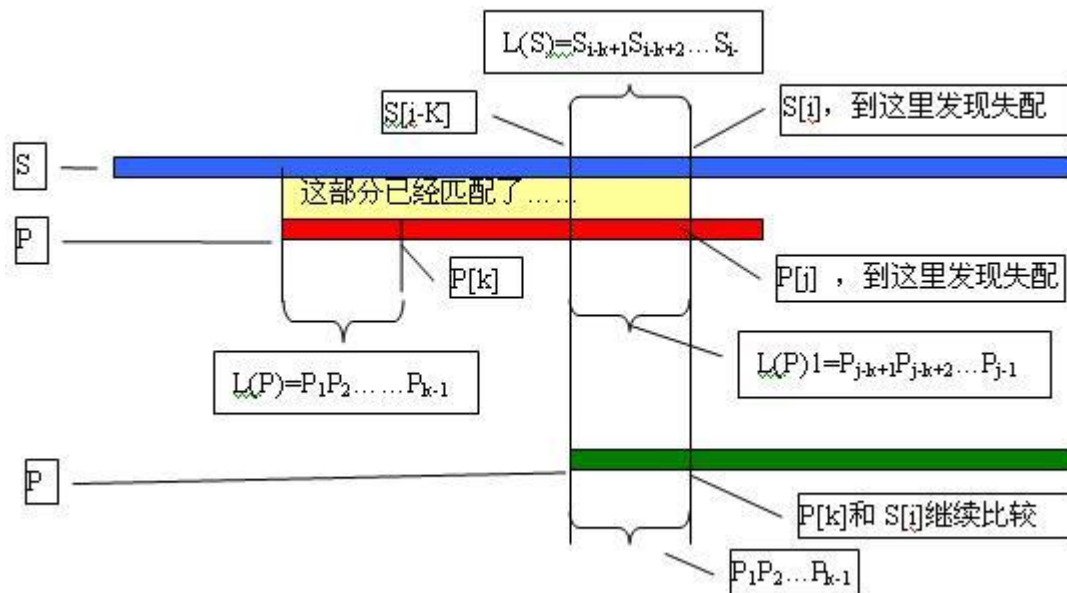 L(S)=Si-k+1Si-k+2...Si-
S[i-K]
S[i]，到这里发现失配
S
这部分已经匹配了……
P
P[k]
P[j] ，到这里发现失配
L(P)=P1P2……Pk-1
L(P)1=Pj-k+1Pj-k+2...Pj-1
P
P[k]和 S[i]继续比较
P1P2...Pk-1